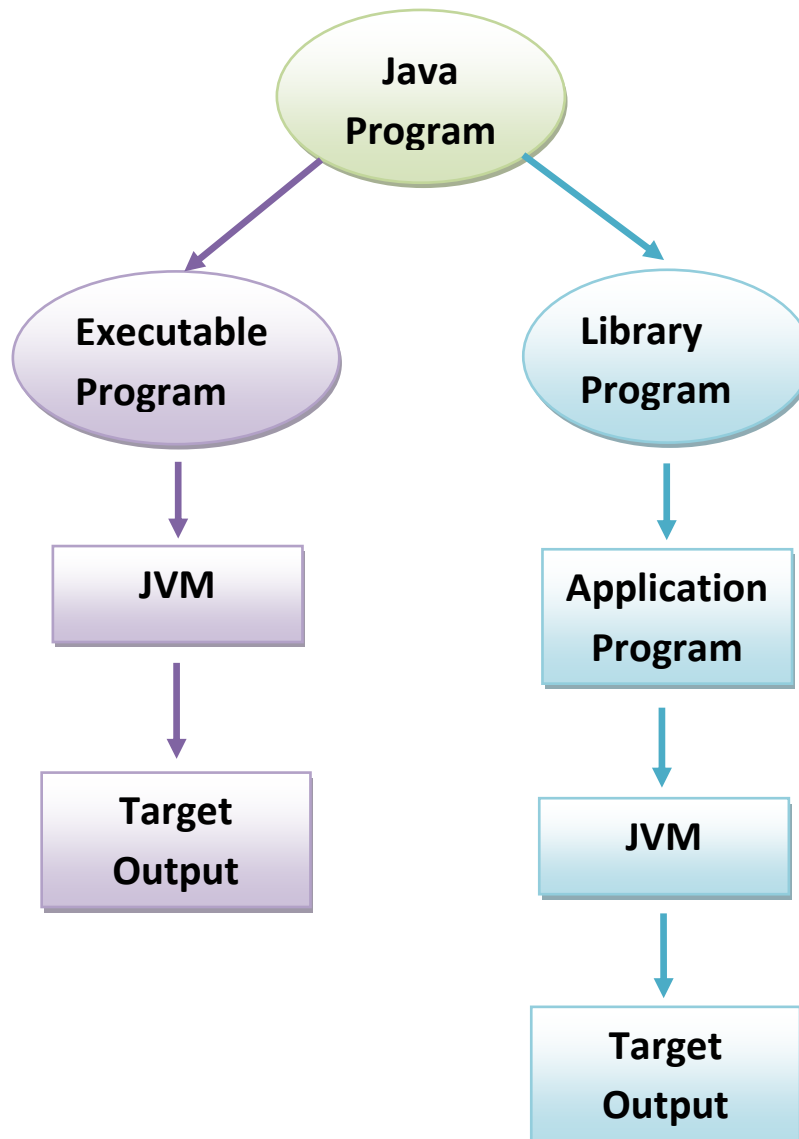 Java
Program
Executable
Program
Library
Program
JVM
Application
Program
Target
Output
JVM
Target
Output